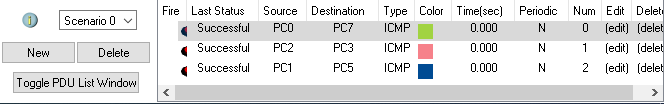 Fire Last Status Source Destination Type Color Time(sec) Periodic Num Edit Delet
1 Scenario 0
Successful PC0 PC7 ICMP 0.000 N 0 (edit) (delet
Successful PC2 PC3 ICMP 0.000 N 1 (edit) (delet
Successful PC1 PC5 ICMP 0.000 N 2 (edit) (delet
New Delete
Toggle PDU List Window